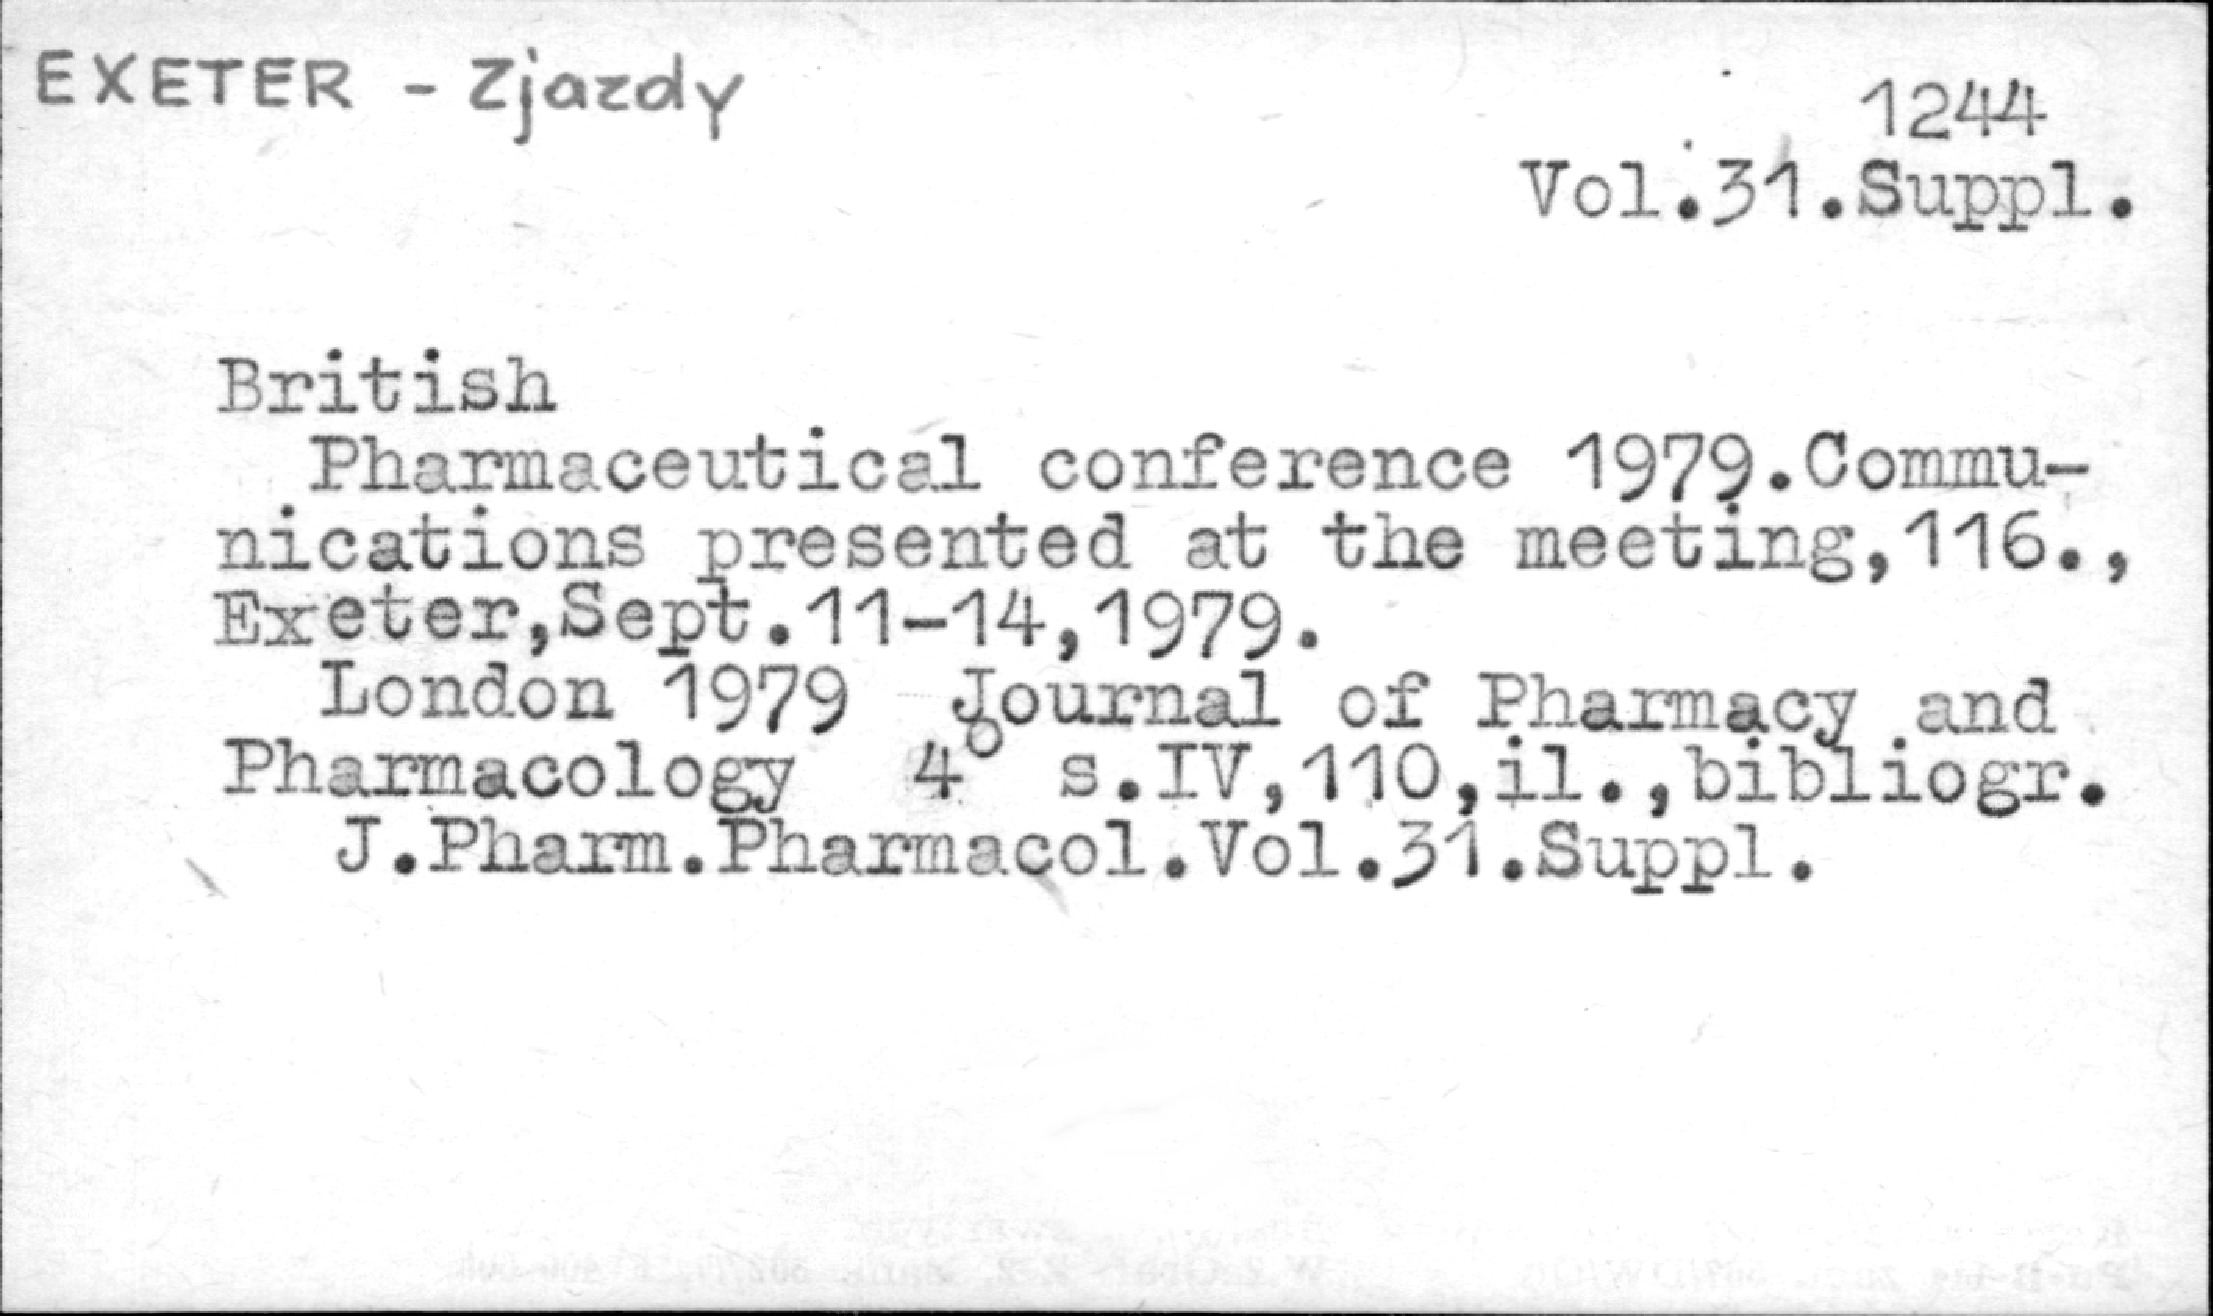 EXETER - Zjazdy
1244
Vol.31.Suppl.
British
Pharmaceutical conference 1979.Commu-
nications presented at the meeting,116.,
Exeter,Sept.11-14,1979.
London 1979 Journal of Pharmacy and
Pharmacology 4° s.IV,110,il.,bibliogr.
J.Pharm.Pharmacol.Vol.31.Suppl.